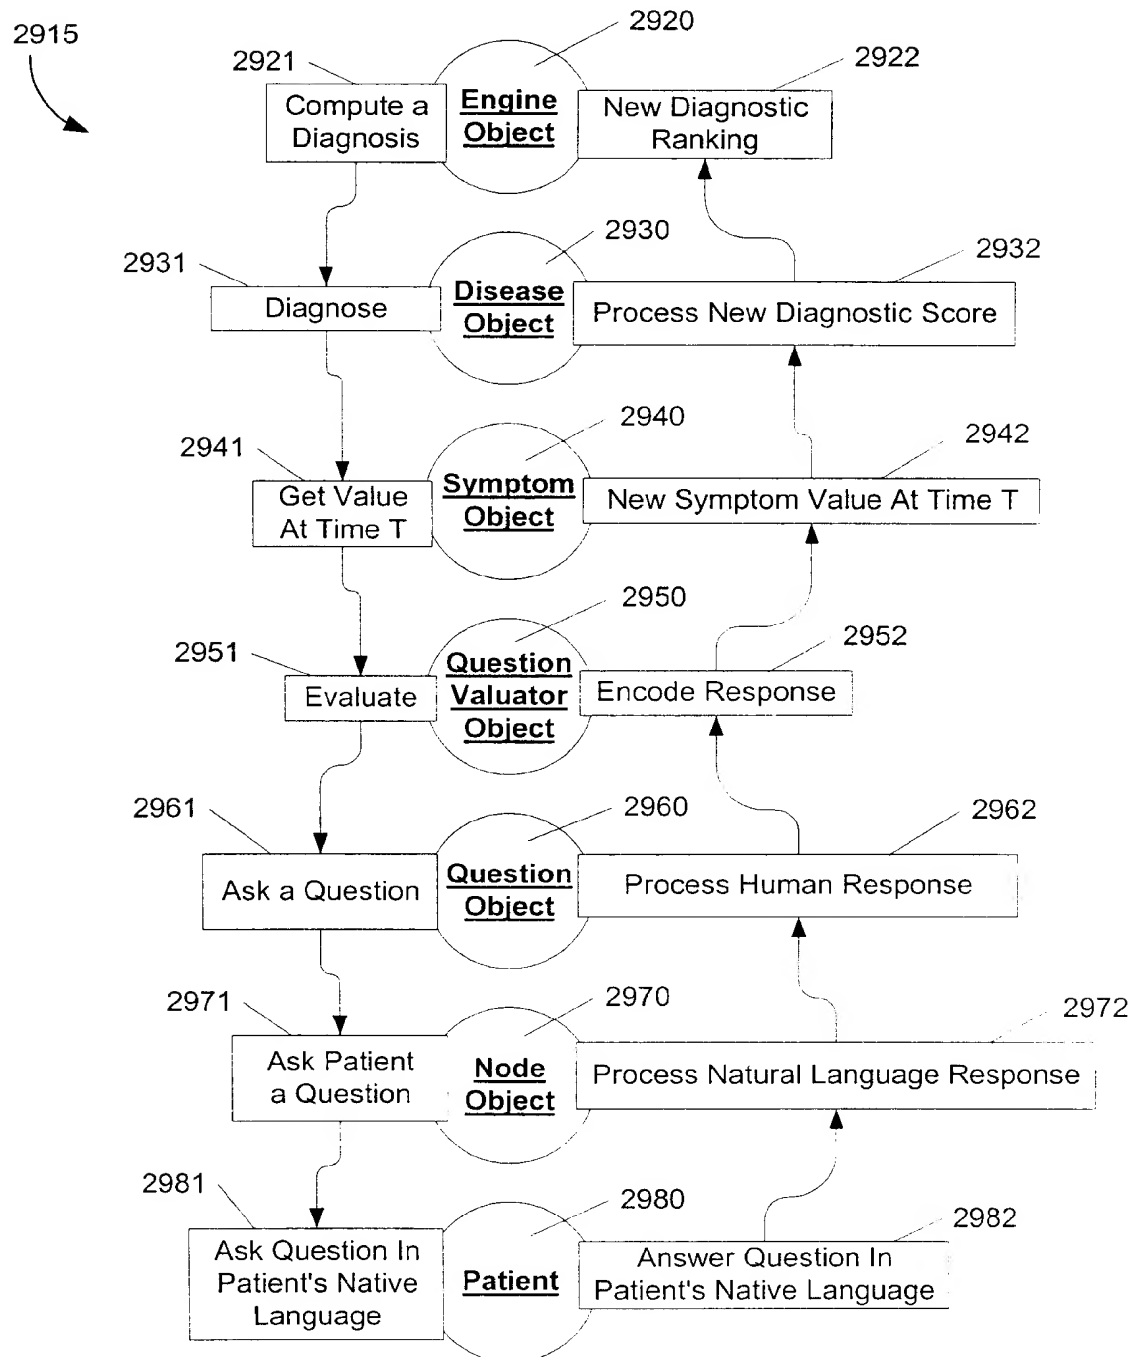 2915
2920
2921
2922
Compute a
Diagnosis
Engine
Object
New Diagnostic
Ranking
2930
2931
2932
Diagnose
Disease
Object
Process New Diagnostic Score
2940
2941
2942
Get Value
At Time T
Symptom
Object
New Symptom Value At Time T
2950
2951
2952
Evaluate
Question
Valuator
Object
Encode Response
2960
2961
2962
Ask a Question
Question
Object
Process Human Response
2970
2971
2972
Ask Patient
a Question
Node
Object
Process Natural Language Response
2980
2981
2982
Ask Question In
Patient's Native
Language
Patient
Answer Question In
Patient's Native Language